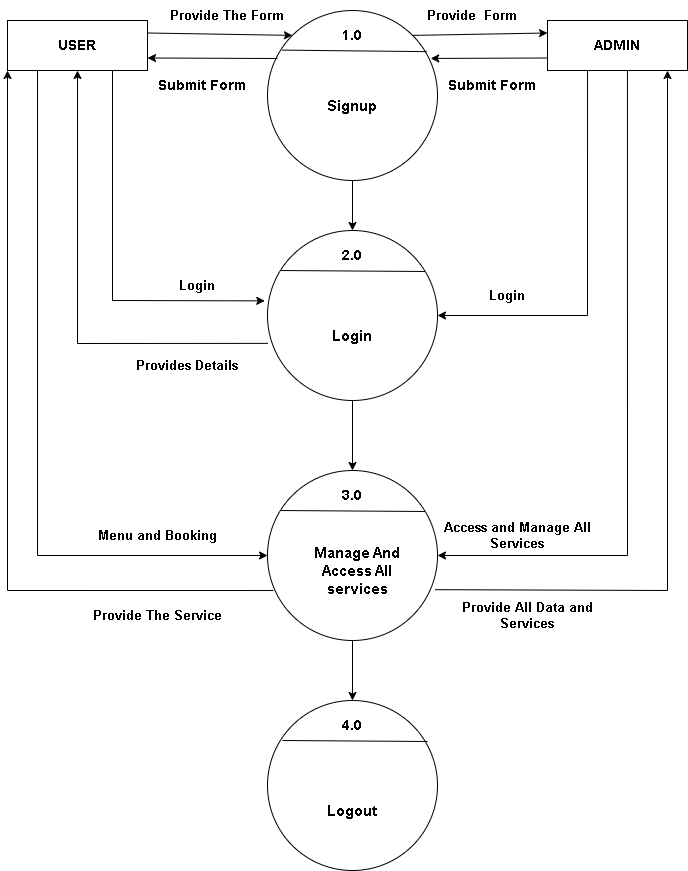 Provide The Form
Provide  Form
USER
1.0
ADMIN
Submit Form
Submit Form
Signup
2.0
Login
Login
Login
Provides Details
3.0
Menu and Booking
Access and Manage All
Services
Manage And
Access All
services
Provide The Service
Provide All Data and
Services
4.0
Logout